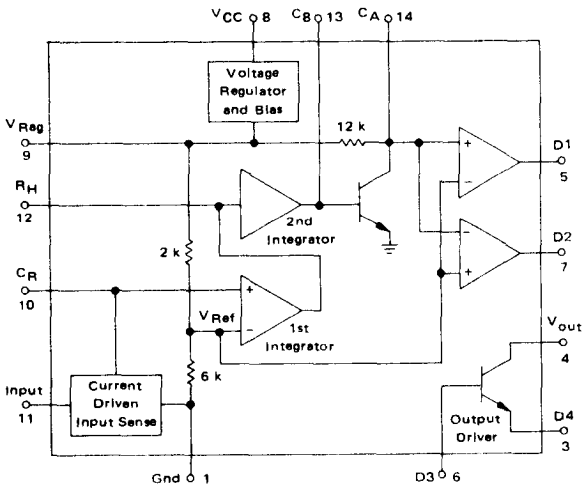 VCC 8
CB 13
CA 14
Voltage
Regulator
and Bias
VRag
9
12 k
+
−
D1
5
RH
12
2nd
Integrator
−
+
D2
7
2 k
CR
10
+
−
VRef
1st
Integrator
Vout
4
6 k
Current
Driven
Input Sense
Input
11
Output
Driver
D4
3
Gnd 1
D3 6